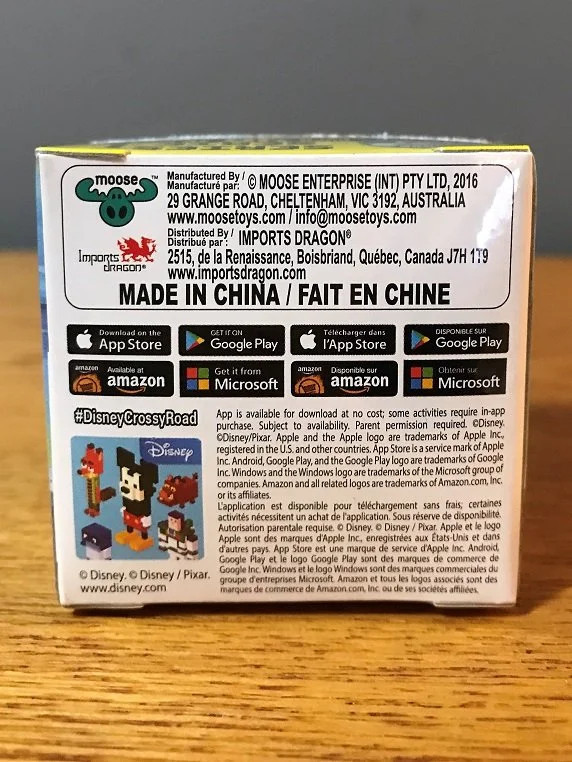 moose™
Manufactured By /
Manufacturé par: © MOOSE ENTERPRISE (INT) PTY LTD, 2016
29 GRANGE ROAD, CHELTENHAM, VIC 3192, AUSTRALIA
www.moosetoys.com / info@moosetoys.com
Imports DRAGON®
Distributed By /
Distribué par : IMPORTS DRAGON®
2515, de la Renaissance, Boisbriand, Québec, Canada J7H 1T9
www.importsdragon.com
MADE IN CHINA / FAIT EN CHINE
Download on the App Store
GET IT ON Google Play
Télécharger dans l'App Store
DISPONIBLE SUR Google Play
amazon Available at amazon
Get it from Microsoft
amazon Disponible sur amazon
Obtenir sur Microsoft
#DisneyCrossyRoad
Disney
© Disney. © Disney / Pixar.
www.disney.com
App is available for download at no cost; some activities require in-app
purchase. Subject to availability. Parent permission required. ©Disney.
©Disney/Pixar. Apple and the Apple logo are trademarks of Apple Inc.,
registered in the U.S. and other countries. App Store is a service mark of Apple
Inc. Android, Google Play, and the Google Play logo are trademarks of Google
Inc. Windows and the Windows logo are trademarks of the Microsoft group of
companies. Amazon and all related logos are trademarks of Amazon.com, Inc.
or its affiliates.
L'application est disponible pour téléchargement sans frais; certaines
activités nécessitent un achat de l'application. Sous réserve de disponibilité.
Autorisation parentale requise. © Disney. © Disney / Pixar. Apple et le logo
Apple sont des marques d'Apple Inc., enregistrées aux États-Unis et dans
d'autres pays. App Store est une marque de service d'Apple Inc. Android,
Google Play et le logo Google Play sont des marques de commerce de
Google Inc. Windows et le logo Windows sont des marques commerciales du
groupe d'entreprises Microsoft. Amazon et tous les logos associés sont des
marques de commerce de Amazon.com, Inc. ou de ses sociétés affiliées.